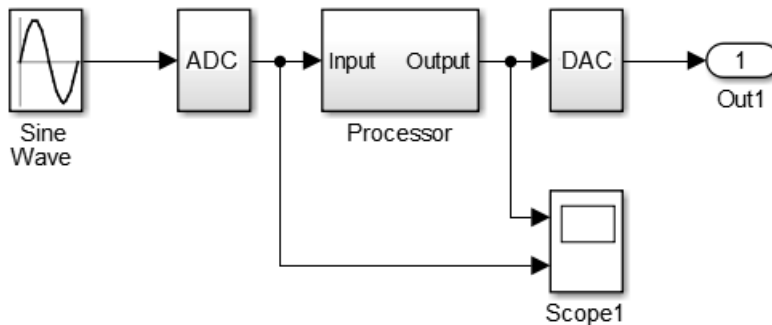 ADC
Input Output
DAC
1
Out1
Sine
Wave
Processor
Scope1